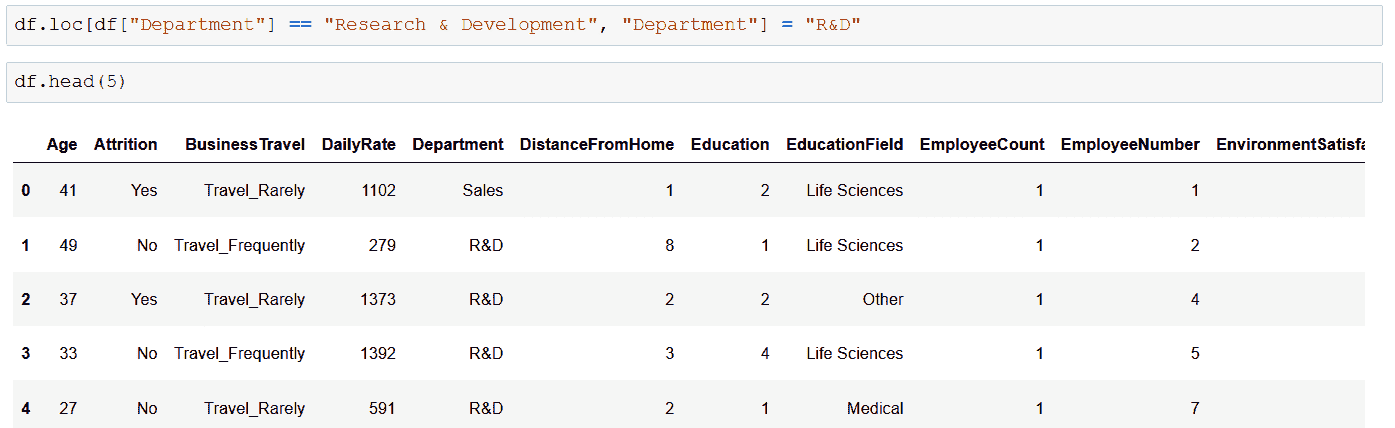 df.loc[df["Department"] == "Research & Development", "Department"] = "R&D"
df.head(5)
Age Attrition BusinessTravel DailyRate Department DistanceFromHome Education EducationField EmployeeCount EmployeeNumber EnvironmentSatisfa
0 41 Yes Travel_Rarely 1102 Sales 1 2 Life Sciences 1 1
1 49 No Travel_Frequently 279 R&D 8 1 Life Sciences 1 2
2 37 Yes Travel_Rarely 1373 R&D 2 2 Other 1 4
3 33 No Travel_Frequently 1392 R&D 3 4 Life Sciences 1 5
4 27 No Travel_Rarely 591 R&D 2 1 Medical 1 7